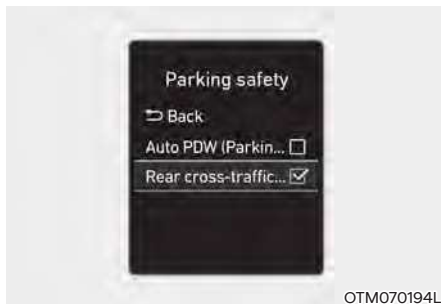 Parking safety
⮌ Back
Auto PDW (Parkin...
Rear cross-traffic...
OTM070194L